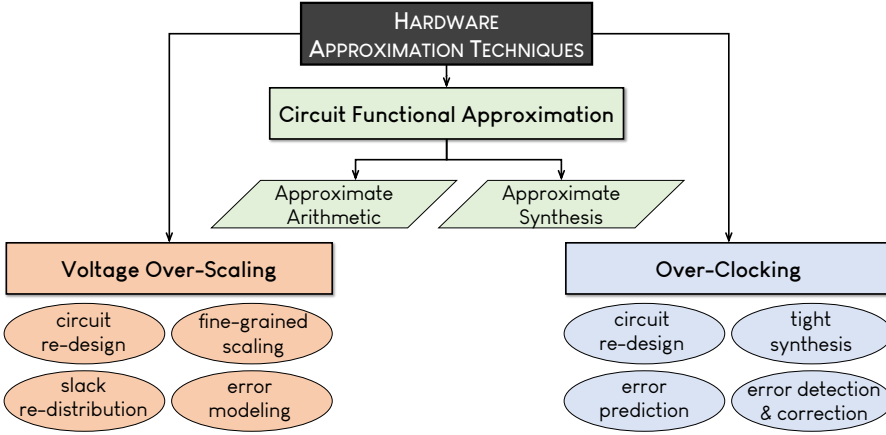 HARDWARE
APPROXIMATION TECHNIQUES
Circuit Functional Approximation
Approximate
Arithmetic
Approximate
Synthesis
Voltage Over-Scaling
circuit
re-design
fine-grained
scaling
slack
re-distribution
error
modeling
Over-Clocking
circuit
re-design
tight
synthesis
error
prediction
error detection
& correction